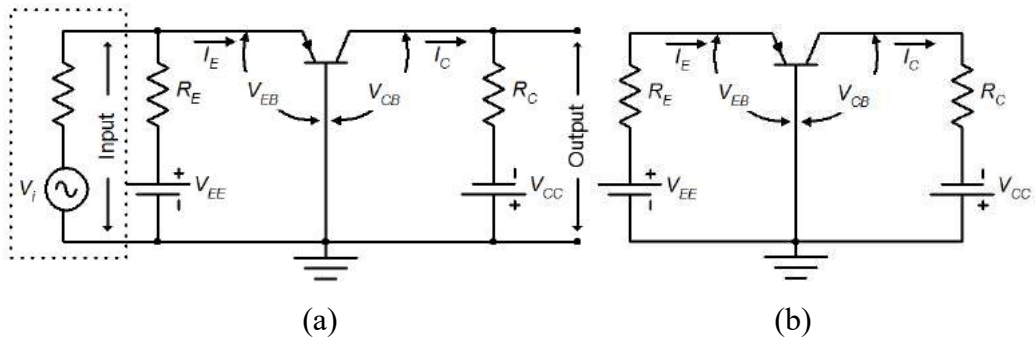 I_E
I_C
R_E
V_EB
V_CB
R_C
Input
Output
V_i
+
V_EE
-
-
V_CC
+
(a)
I_E
I_C
R_E
V_EB
V_CB
R_C
+
V_EE
-
-
V_CC
+
(b)